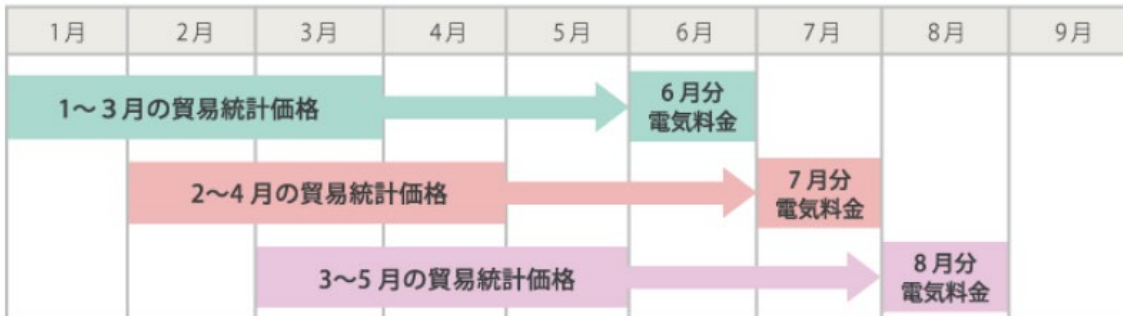 1月 2月 3月 4月 5月 6月 7月 8月 9月
1〜3月の貿易統計価格
6月分
電気料金
2〜4月の貿易統計価格
7月分
電気料金
3〜5月の貿易統計価格
8月分
電気料金